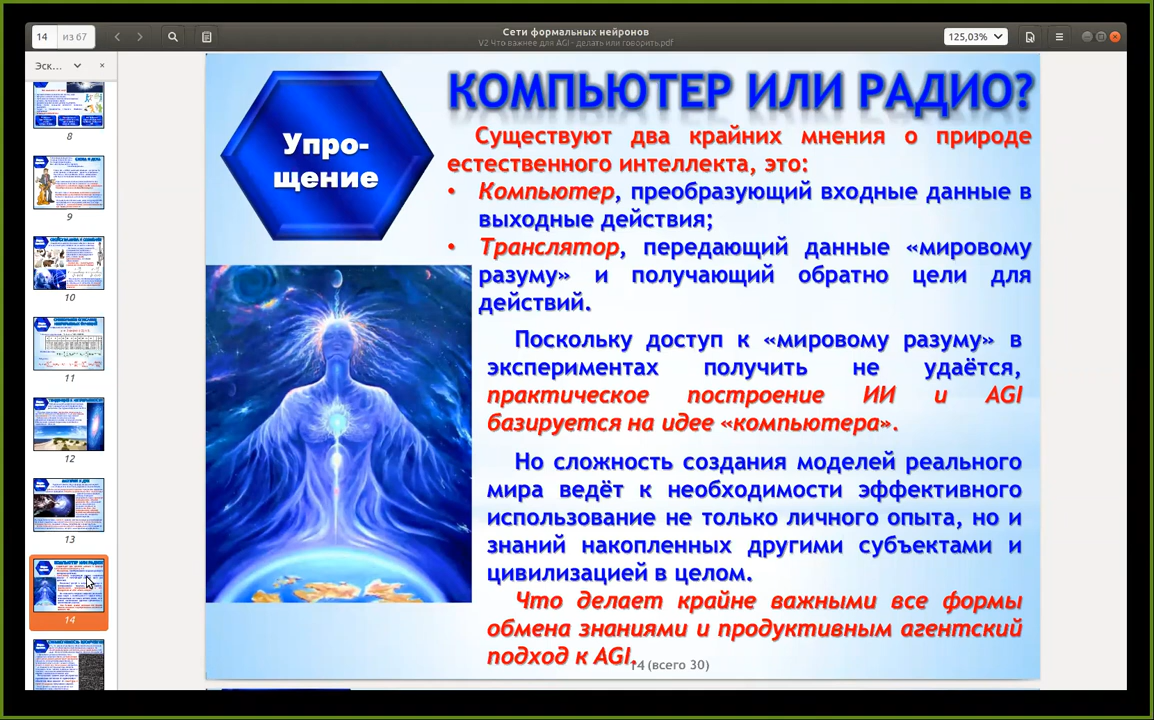 14 из 67
Сети формальных нейронов
V2 Что важнее для AGI - делать или говорить.pdf
125,03%
Эск...
8
9
10
11
12
13
14
Упро-
щение
КОМПЬЮТЕР ИЛИ РАДИО?
Существуют два крайних мнения о природе
естественного интеллекта, это:
• Компьютер, преобразующий входные данные в
выходные действия;
• Транслятор, передающий данные «мировому
разуму» и получающий обратно цели для
действий.
Поскольку доступ к «мировому разуму» в
экспериментах получить не удаётся,
практическое построение ИИ и AGI
базируется на идее «компьютера».
Но сложность создания моделей реального
мира ведёт к необходимости эффективного
использование не только личного опыта, но и
знаний накопленных другими субъектами и
цивилизацией в целом.
Что делает крайне важными все формы
обмена знаниями и продуктивным агентский
подход к AGI.
14 (всего 30)